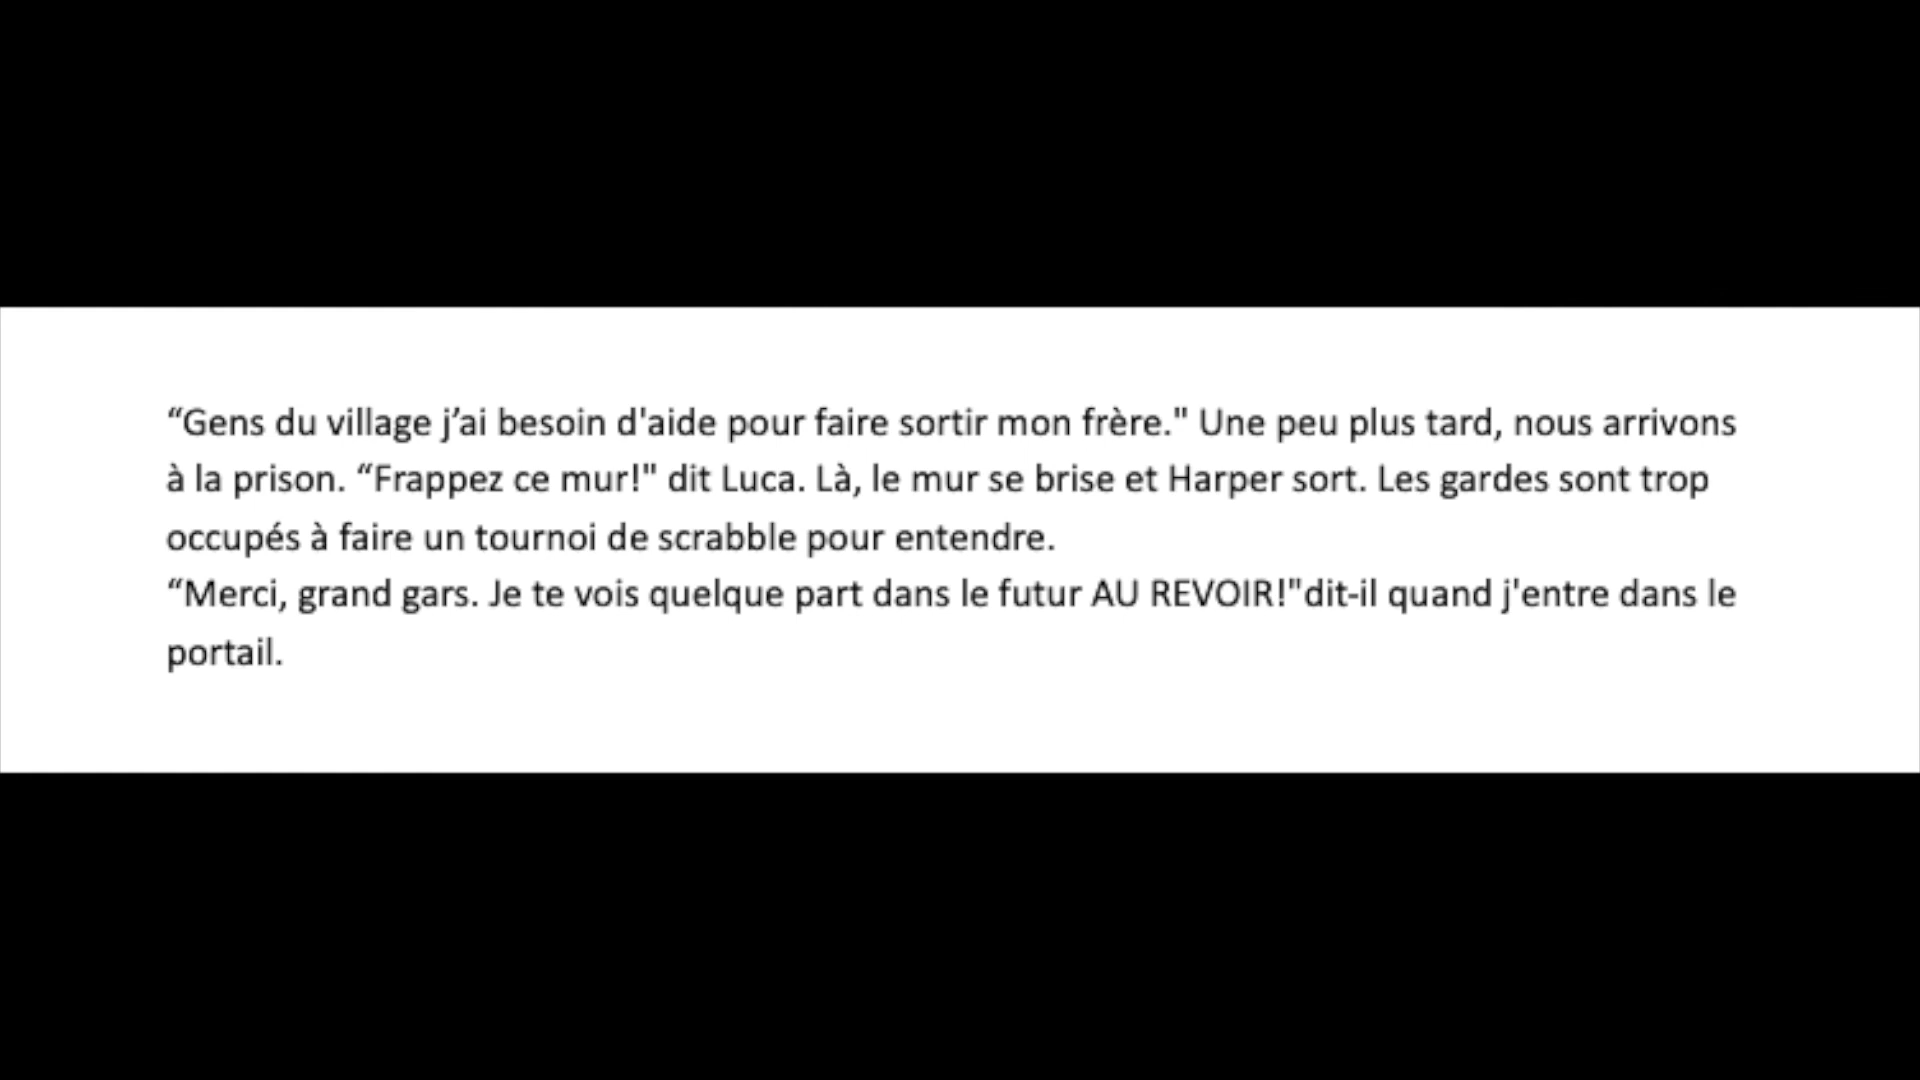 “Gens du village j’ai besoin d'aide pour faire sortir mon frère." Une peu plus tard, nous arrivons
à la prison. “Frappez ce mur!" dit Luca. Là, le mur se brise et Harper sort. Les gardes sont trop
occupés à faire un tournoi de scrabble pour entendre.
“Merci, grand gars. Je te vois quelque part dans le futur AU REVOIR!"dit-il quand j'entre dans le
portail.